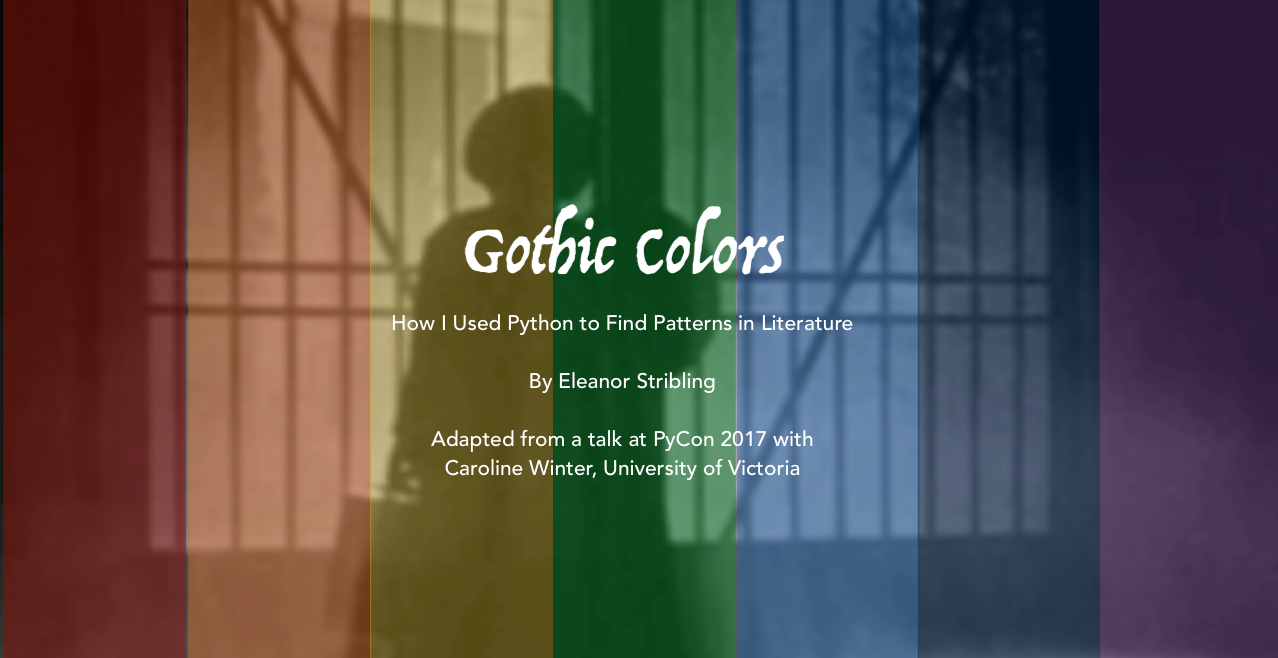 Gothic Colors
How I Used Python to Find Patterns in Literature
By Eleanor Stribling
Adapted from a talk at PyCon 2017 with
Caroline Winter, University of Victoria